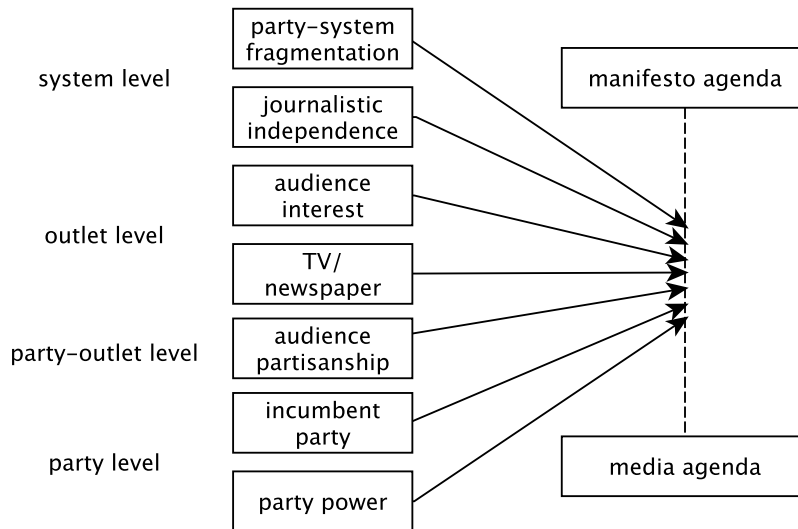 party-system
fragmentation
system level
manifesto agenda
journalistic
independence
audience
interest
outlet level
TV/
newspaper
audience
partisanship
party-outlet level
incumbent
party
party level
media agenda
party power